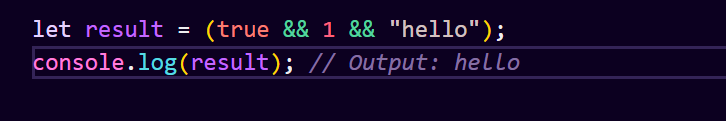 let result = (true && 1 && "hello");
console.log(result); // Output: hello